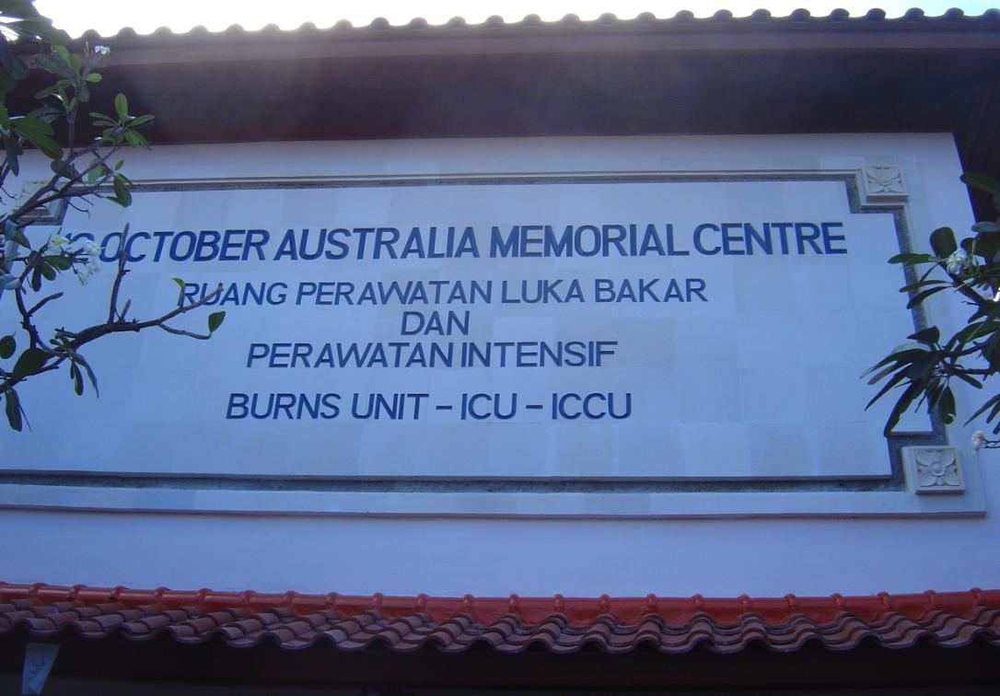 OCTOBER AUSTRALIA MEMORIAL CENTRE
RUANG PERAWATAN LUKA BAKAR
DAN
PERAWATAN INTENSIF
BURNS UNIT – ICU – ICCU